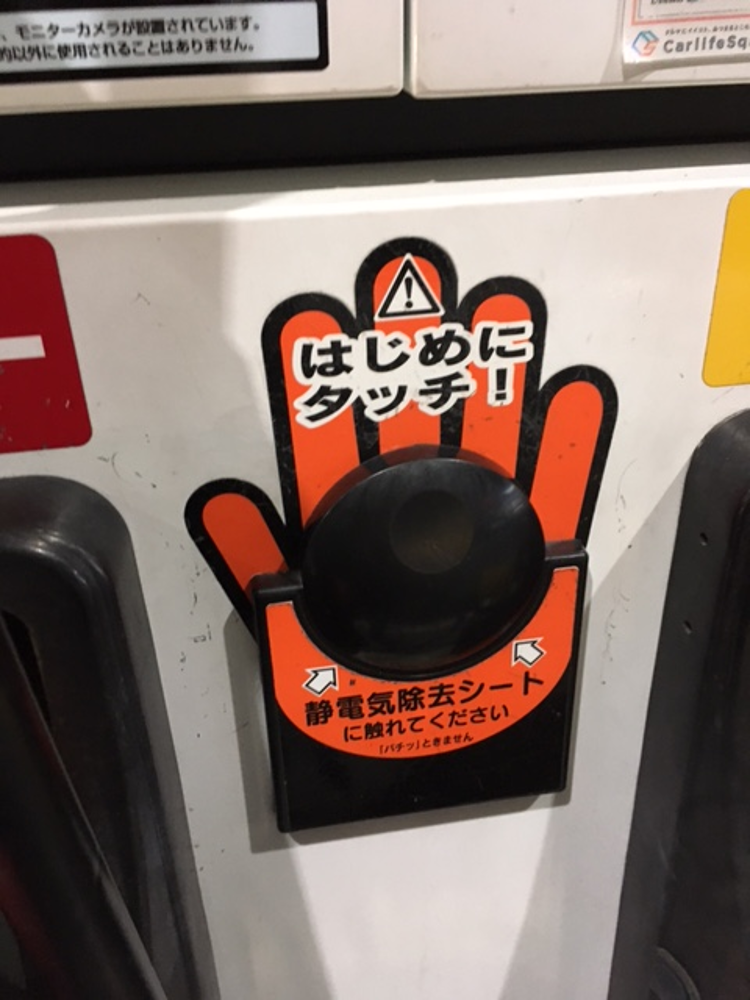 、モニターカメラが設置されています。
的以外に使用されることはありません。
CarlifeSq
はじめに
タッチ!
静電気除去シート
に触れてください
「パチッ」ときません